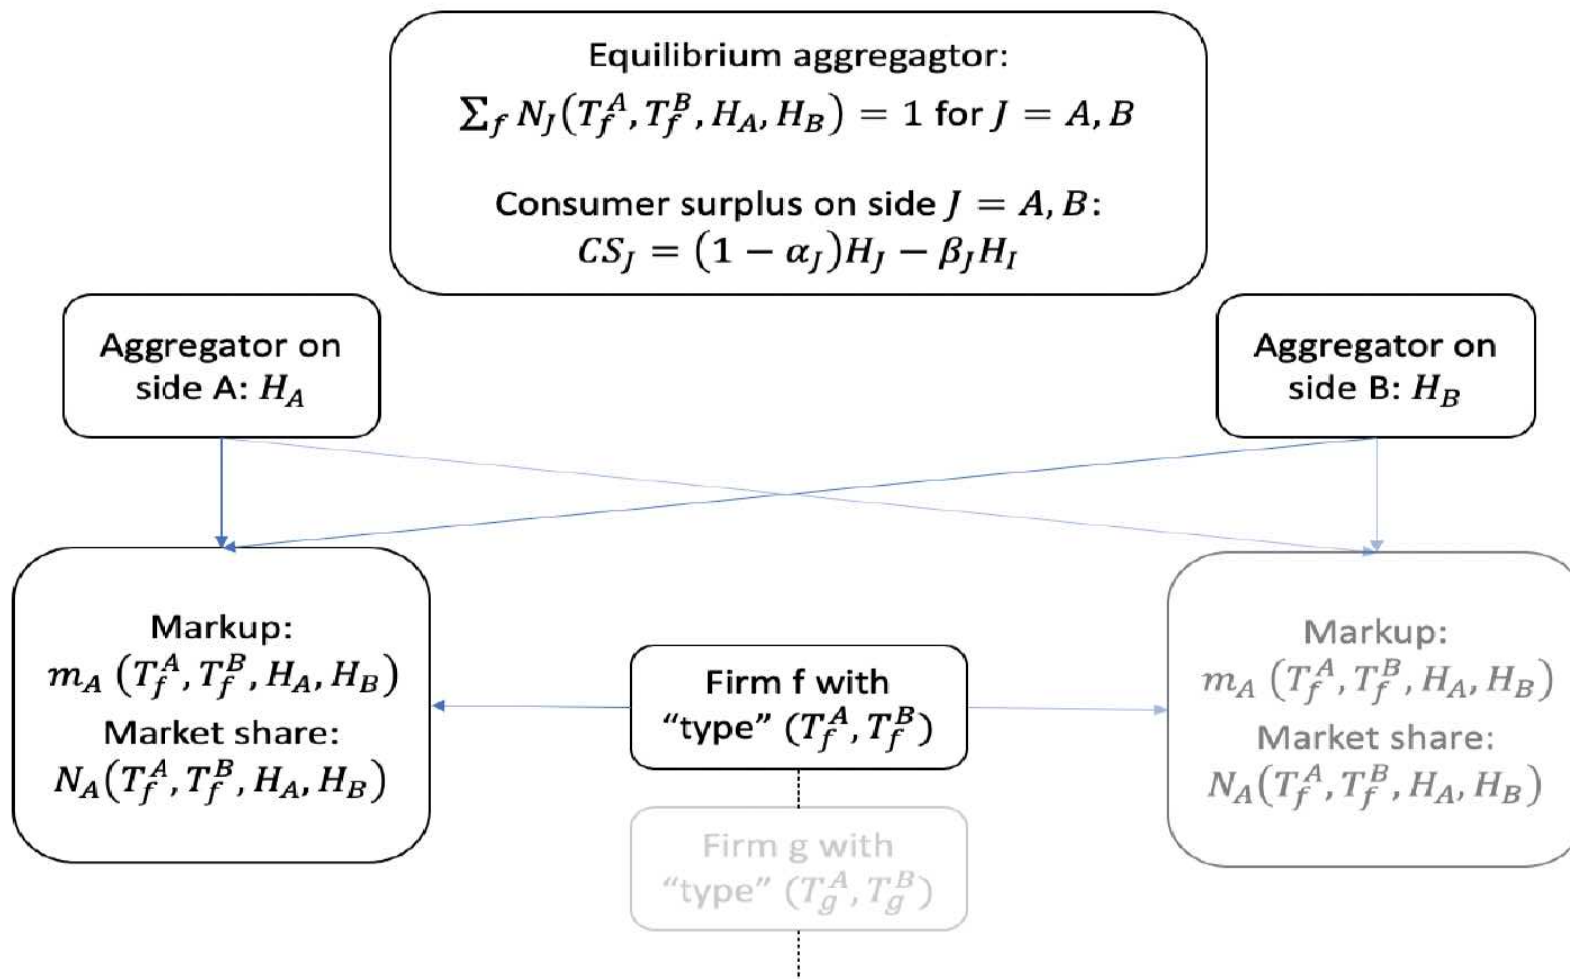 Equilibrium aggregagtor:
∑_f N_J(T_f^A, T_f^B, H_A, H_B) = 1 for J = A, B
Consumer surplus on side J = A, B:
CS_J = (1 − α_J)H_J − β_J H_I
Aggregator on
side A: H_A
Aggregator on
side B: H_B
Markup:
m_A (T_f^A, T_f^B, H_A, H_B)
Market share:
N_A(T_f^A, T_f^B, H_A, H_B)
Firm f with
“type” (T_f^A, T_f^B)
Markup:
m_A (T_f^A, T_f^B, H_A, H_B)
Market share:
N_A(T_f^A, T_f^B, H_A, H_B)
Firm g with
“type” (T_g^A, T_g^B)